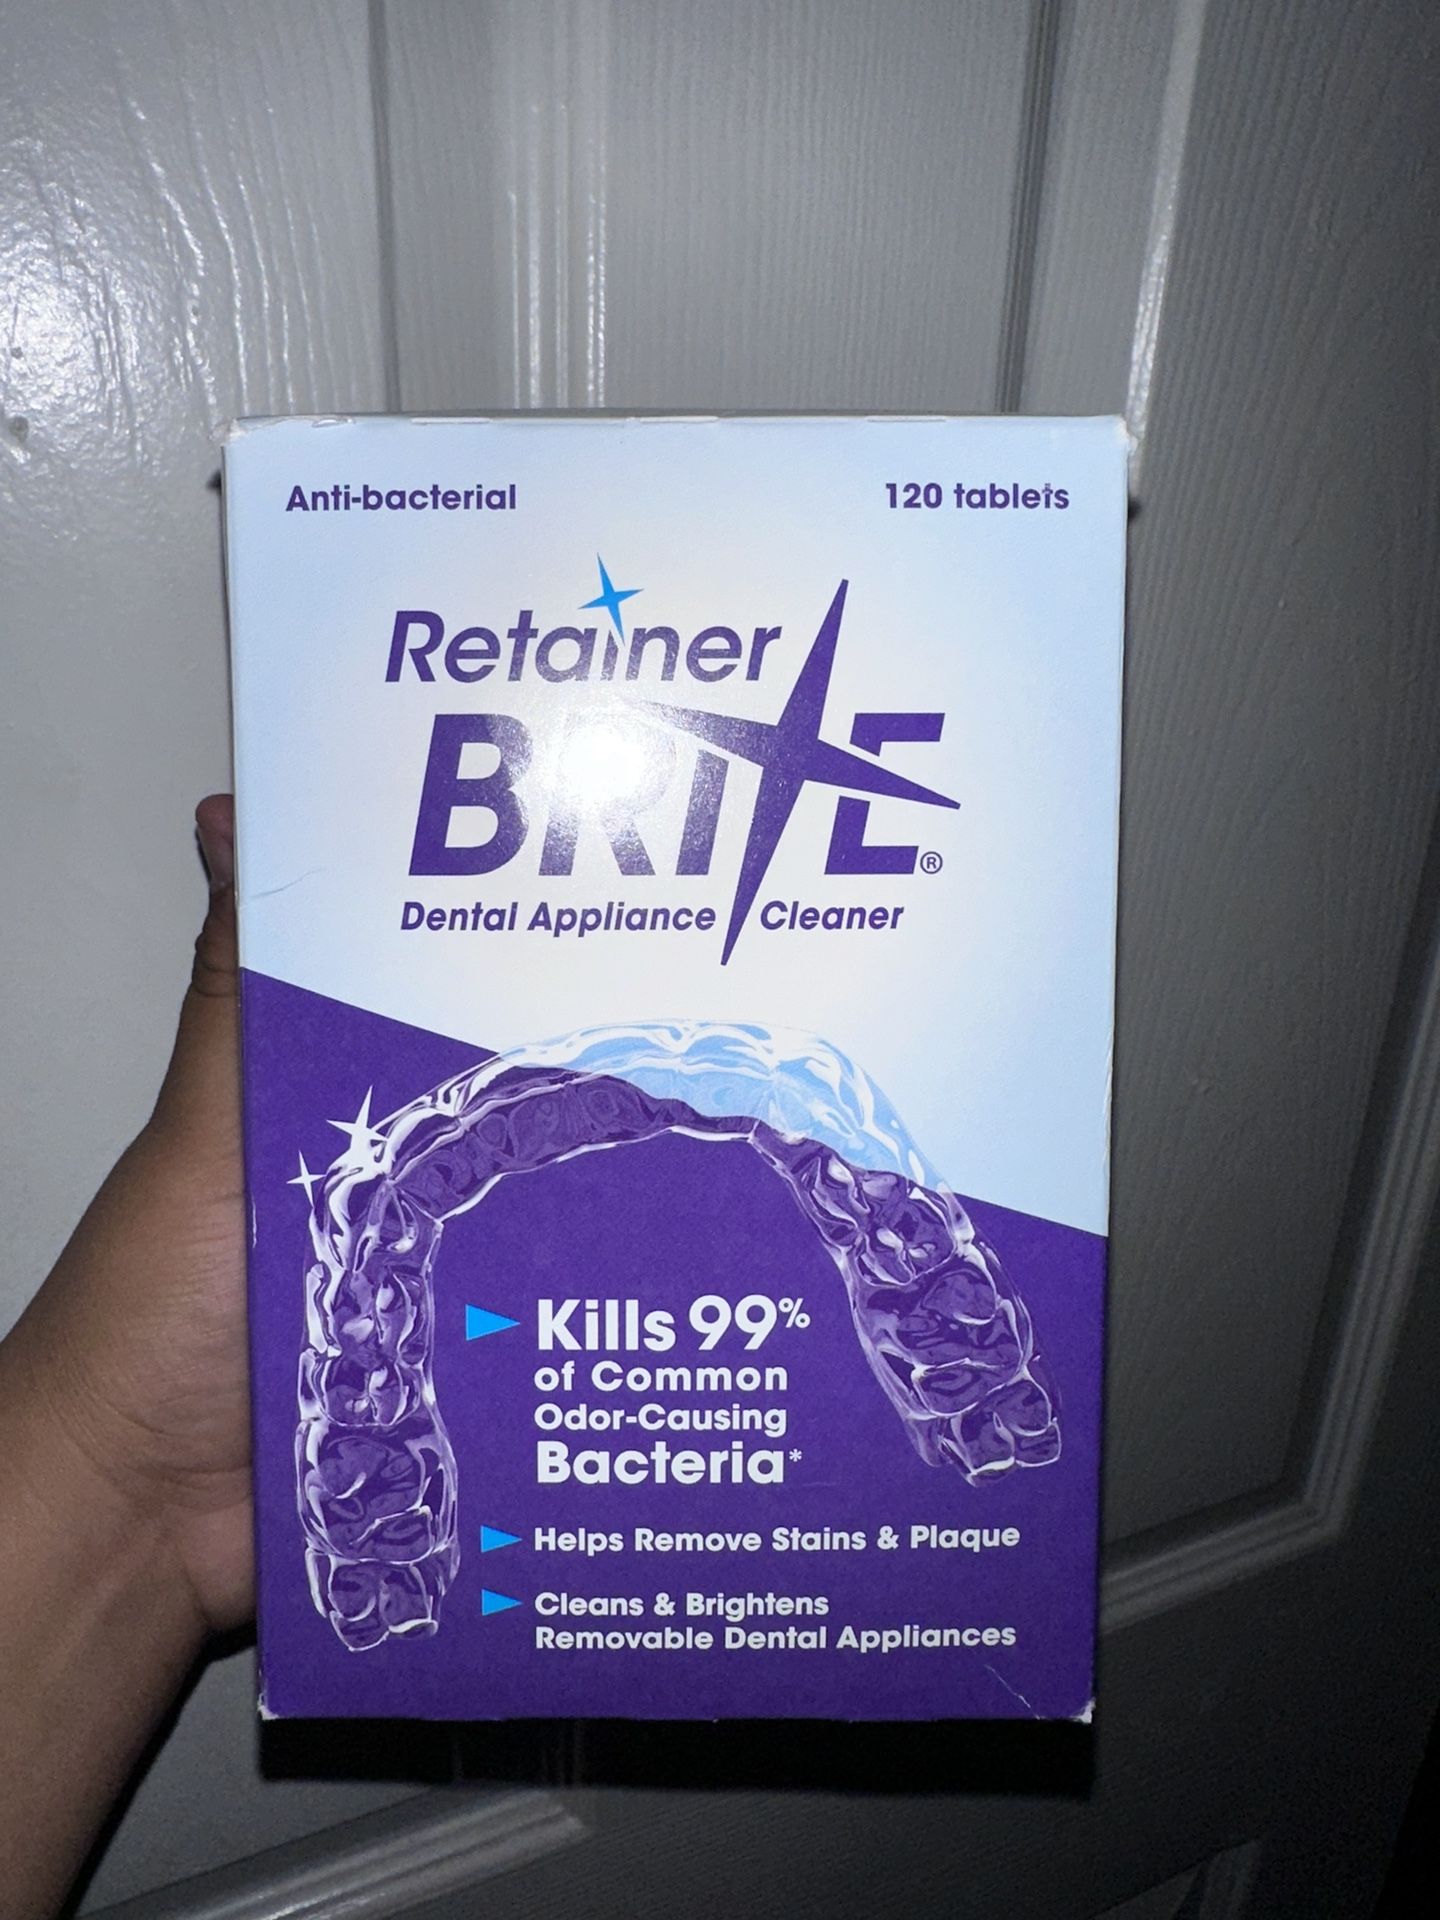 Anti-bacterial 120 tablets
Retainer
BRITE®
Dental Appliance Cleaner
Kills 99%
of Common
Odor-Causing
Bacteria*
Helps Remove Stains & Plaque
Cleans & Brightens
Removable Dental Appliances